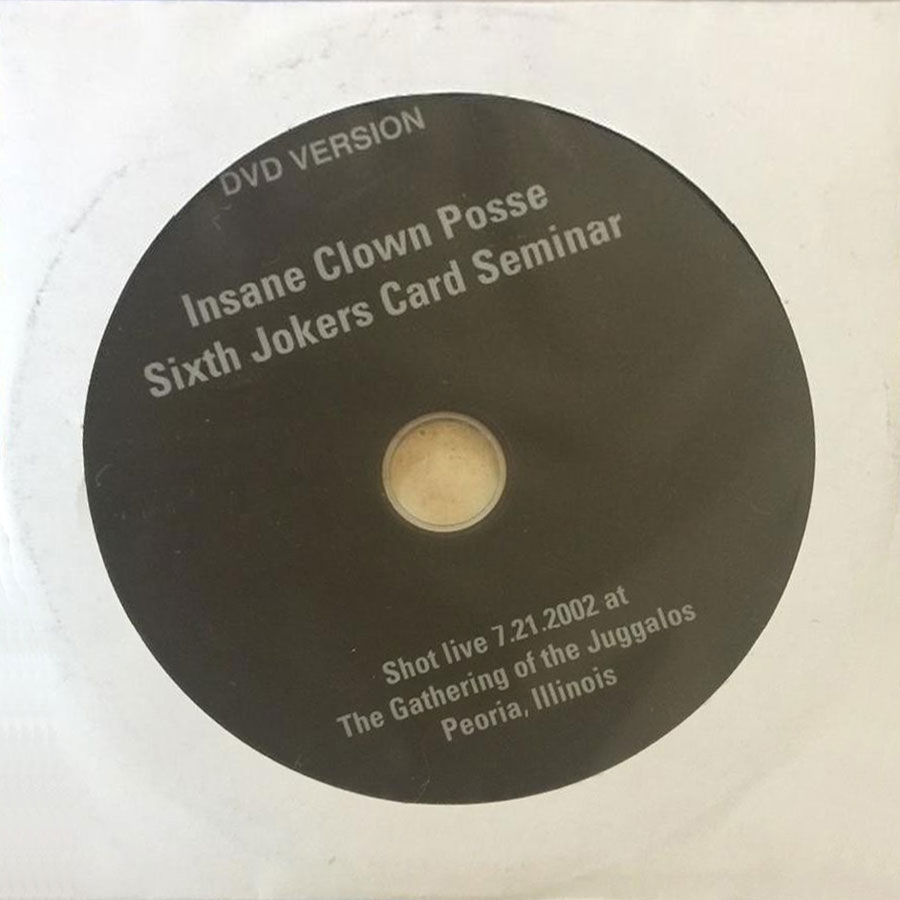 DVD VERSION
Insane Clown Posse
Sixth Jokers Card Seminar
Shot live 7.21.2002 at
The Gathering of the Juggalos
Peoria, Illinois